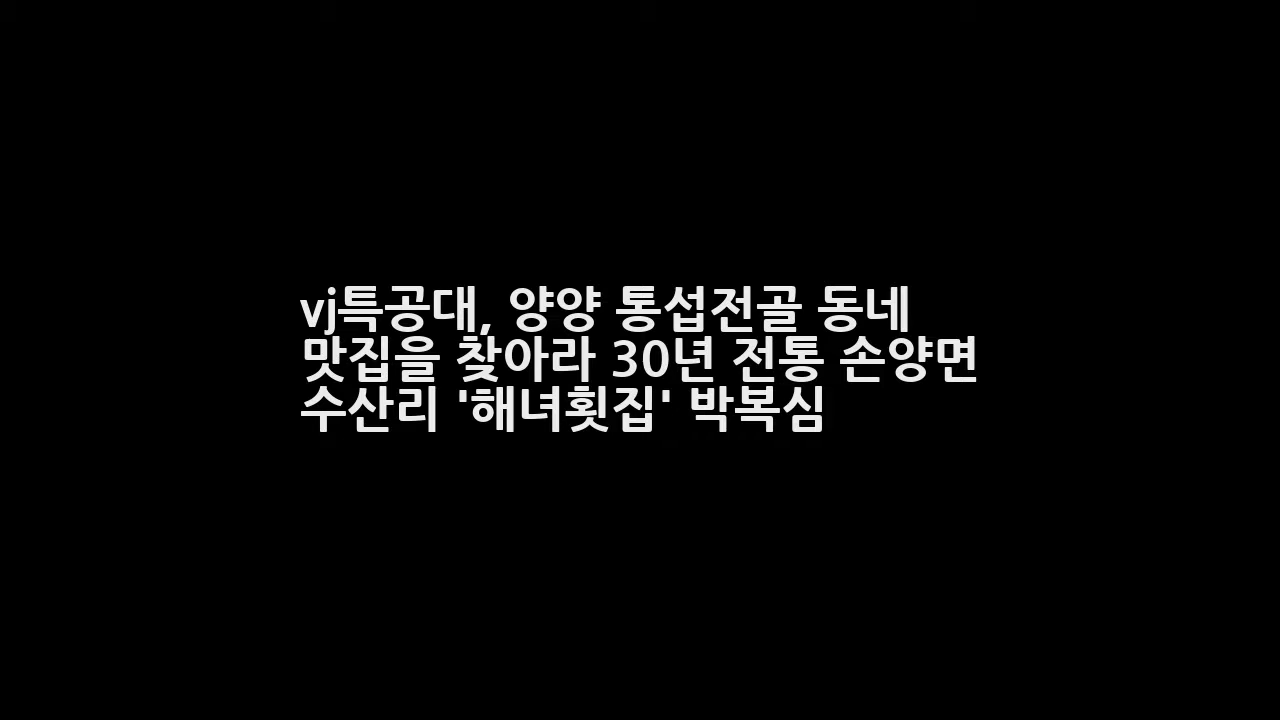 vj특공대, 양양 통섭전골 동네
맛집을 찾아라 30년 전통 손양면
수산리 '해녀횟집' 박복심